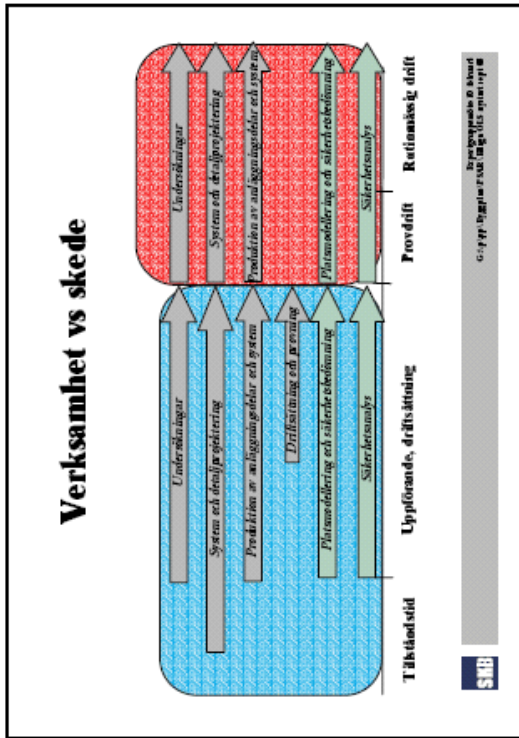 Verksamhet vs skede
Undersökningar
Undersökningar
System och detaljprojektering
System och detaljprojektering
Produktion av anläggningsdelar och system
Produktion av anläggningsdelar och system
Driftsättning och provning
Platsmodellering och säkerhetsbedömning
Platsmodellering och säkerhetsbedömning
Säkerhetsanalys
Säkerhetsanalys
Tillståndstid
Uppförande, driftsättning
Provdrift
Rutinmässig drift
SKB